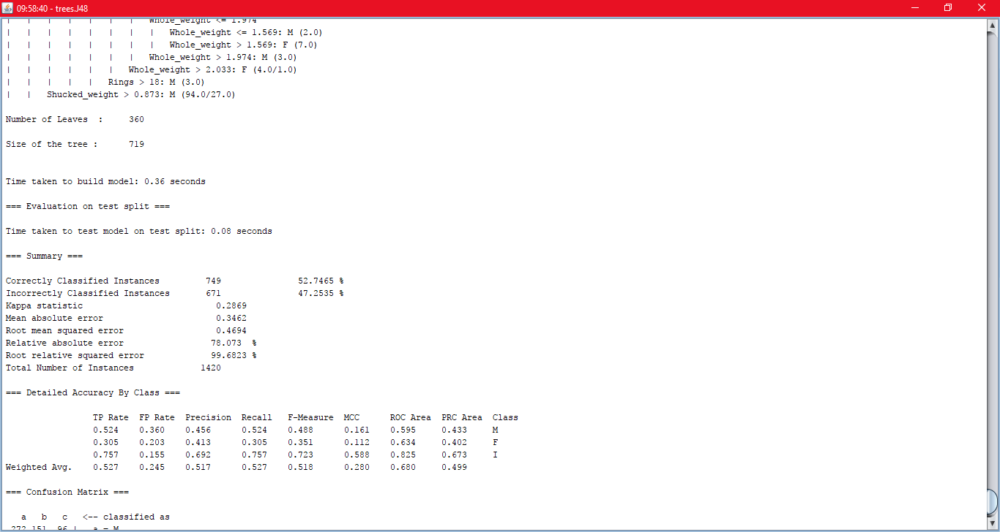 09:58:40 - trees.J48
| | | | | | | Whole_weight <= 1.974
| | | | | | | | Whole_weight <= 1.569: M (2.0)
| | | | | | | | Whole_weight > 1.569: F (7.0)
| | | | | | | Whole_weight > 1.974: M (3.0)
| | | | | | Whole_weight > 2.033: F (4.0/1.0)
| | | | | Rings > 18: M (3.0)
| | Shucked_weight > 0.873: M (94.0/27.0)
Number of Leaves : 360
Size of the tree : 719
Time taken to build model: 0.36 seconds
=== Evaluation on test split ===
Time taken to test model on test split: 0.08 seconds
=== Summary ===
Correctly Classified Instances 749 52.7465 %
Incorrectly Classified Instances 671 47.2535 %
Kappa statistic 0.2869
Mean absolute error 0.3462
Root mean squared error 0.4694
Relative absolute error 78.073 %
Root relative squared error 99.6823 %
Total Number of Instances 1420
=== Detailed Accuracy By Class ===
TP Rate FP Rate Precision Recall F-Measure MCC ROC Area PRC Area Class
0.524 0.360 0.456 0.524 0.488 0.161 0.595 0.433 M
0.305 0.203 0.413 0.305 0.351 0.112 0.634 0.402 F
0.757 0.155 0.692 0.757 0.723 0.588 0.825 0.673 I
Weighted Avg. 0.527 0.245 0.517 0.527 0.518 0.280 0.680 0.499
=== Confusion Matrix ===
a b c <-- classified as
272 151 96 | a = M